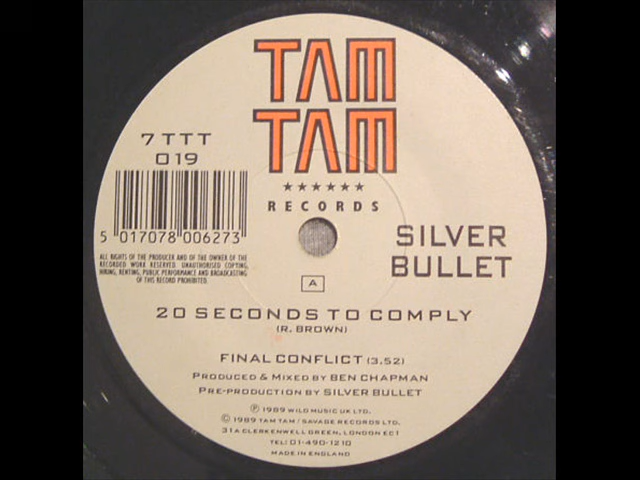 TAM
TAM
★★★★★★
RECORDS
7 TTT
019
5 017078 006273
ALL RIGHTS OF THE PRODUCER AND OF THE OWNER OF THE
RECORDED WORK RESERVED. UNAUTHORISED COPYING,
HIRING, RENTING, PUBLIC PERFORMANCE AND BROADCASTING
OF THIS RECORD PROHIBITED.
SILVER
BULLET
A
20 SECONDS TO COMPLY
(R. BROWN)
FINAL CONFLICT (3.52)
PRODUCED & MIXED BY BEN CHAPMAN
PRE-PRODUCTION BY SILVER BULLET
℗ 1989 WILD MUSIC UK LTD.
© 1989 TAM TAM / SAVAGE RECORDS LTD.
31A CLERKENWELL GREEN, LONDON EC1
TEL: 01-490-1210
MADE IN ENGLAND